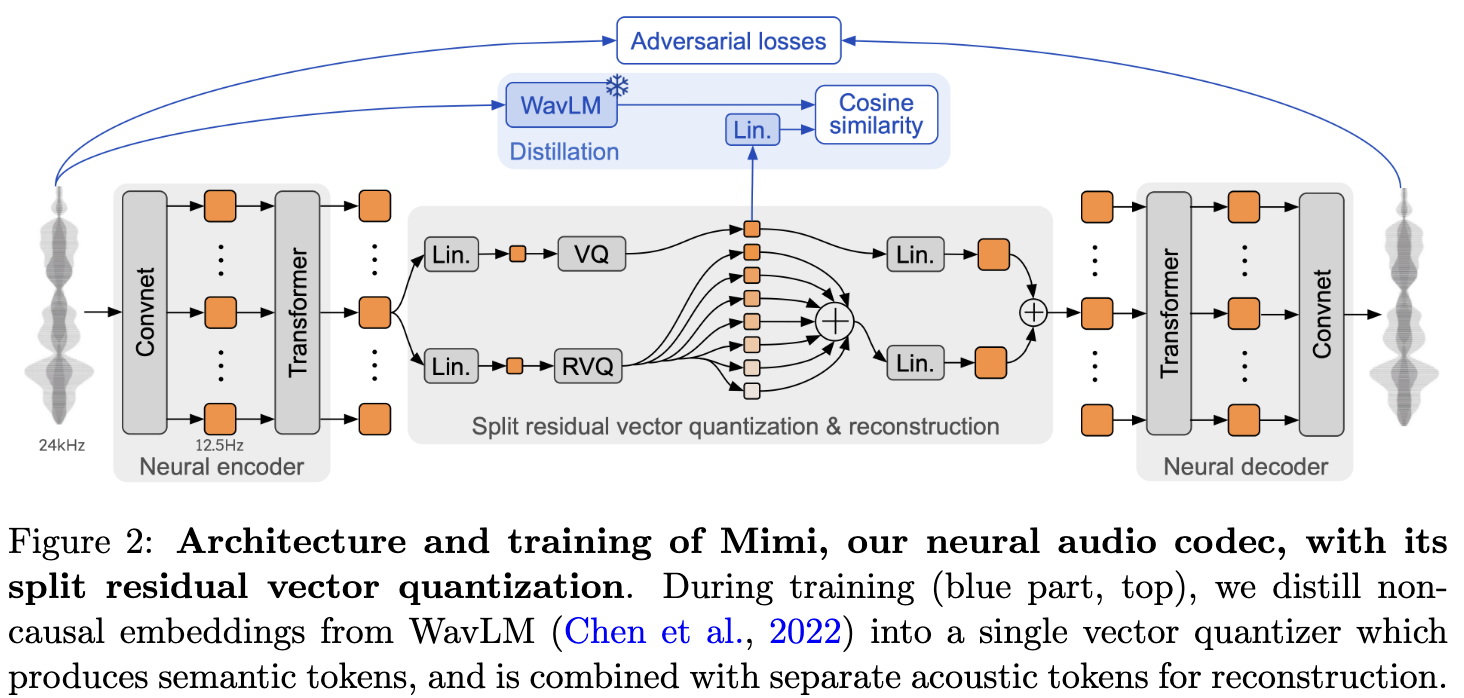 Adversarial losses
WavLM
Cosine
similarity
Lin.
Distillation
Convnet
Transformer
Lin.
VQ
Lin.
Transformer
Convnet
Lin.
RVQ
Lin.
24kHz
12.5Hz
Neural encoder
Split residual vector quantization & reconstruction
Neural decoder
Figure 2: Architecture and training of Mimi, our neural audio codec, with its
split residual vector quantization. During training (blue part, top), we distill non-
causal embeddings from WavLM (Chen et al., 2022) into a single vector quantizer which
produces semantic tokens, and is combined with separate acoustic tokens for reconstruction.